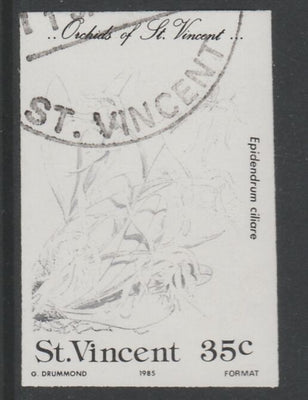 ..Orchids of St. Vincent...
ST. VINCENT
Epidendrum ciliare
St.Vincent 35c
G. DRUMMOND 1985 FORMAT